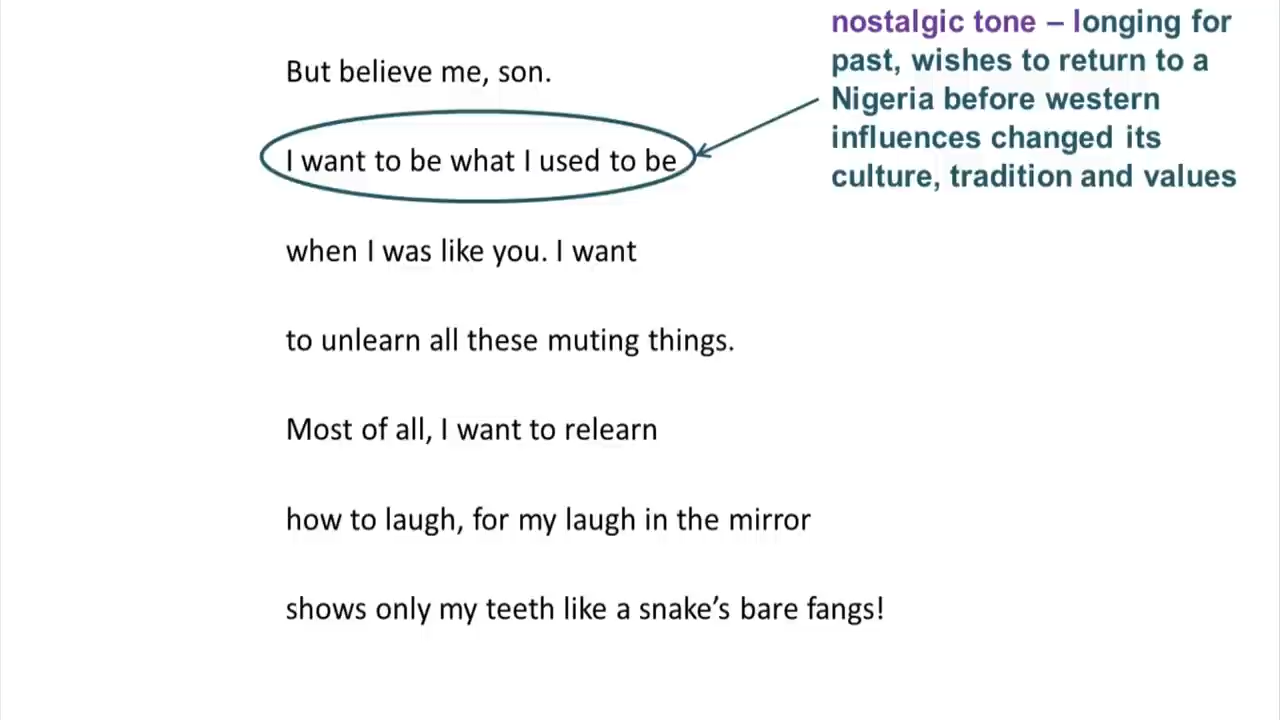 But believe me, son.
I want to be what I used to be
when I was like you. I want
to unlearn all these muting things.
Most of all, I want to relearn
how to laugh, for my laugh in the mirror
shows only my teeth like a snake’s bare fangs!
nostalgic tone – longing for
past, wishes to return to a
Nigeria before western
influences changed its
culture, tradition and values